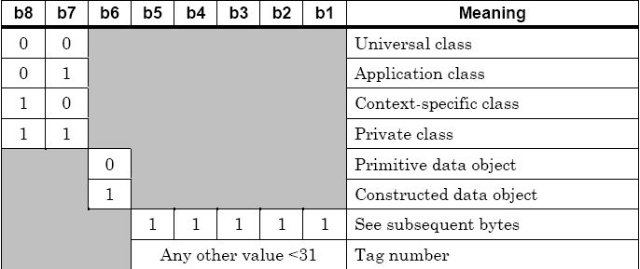 b8 b7 b6 b5 b4 b3 b2 b1 Meaning
0 0 Universal class
0 1 Application class
1 0 Context-specific class
1 1 Private class
0 Primitive data object
1 Constructed data object
1 1 1 1 1 See subsequent bytes
Any other value <31 Tag number